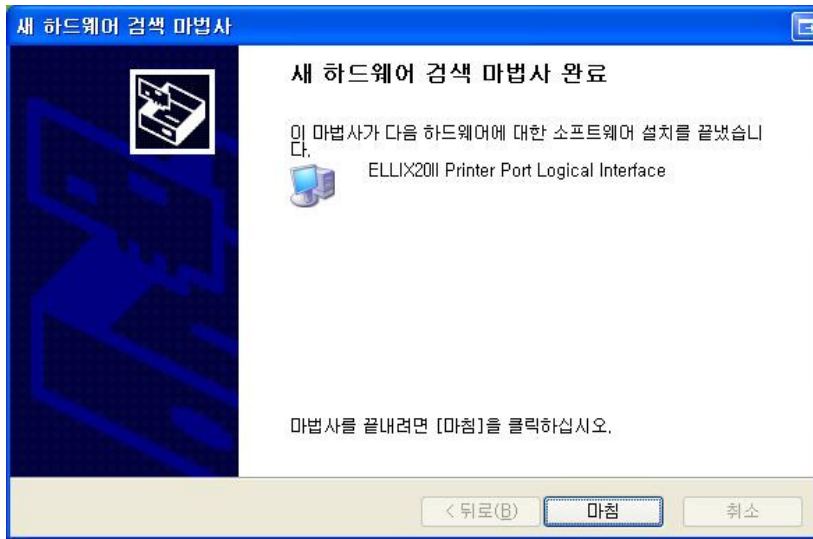 새 하드웨어 검색 마법사
새 하드웨어 검색 마법사 완료
이 마법사가 다음 하드웨어에 대한 소프트웨어 설치를 끝냈습니
다.
ELLIX20II Printer Port Logical Interface
마법사를 끝내려면 [마침]을 클릭하십시오.
< 뒤로(B)
마침
취소